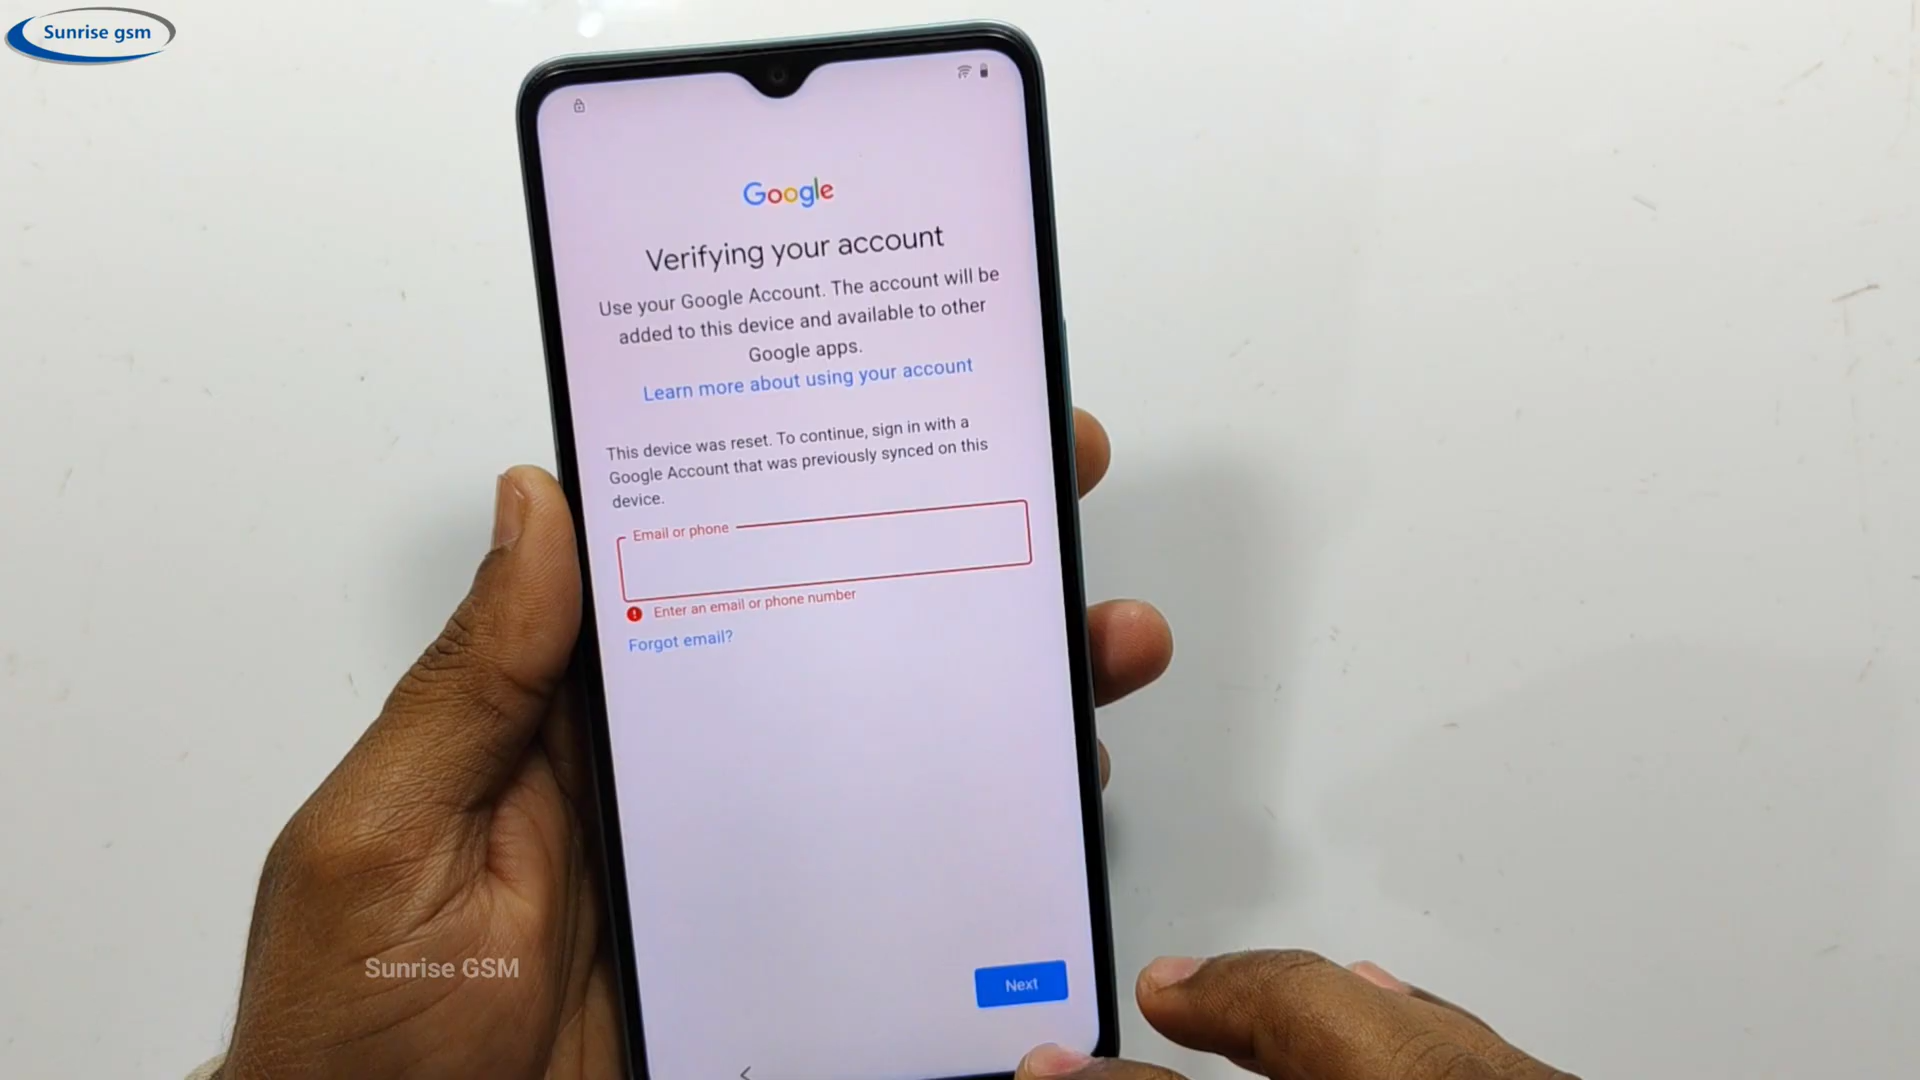 Sunrise gsm
Google
Verifying your account
Use your Google Account. The account will be
added to this device and available to other
Google apps.
Learn more about using your account
This device was reset. To continue, sign in with a
Google Account that was previously synced on this
device.
Email or phone
Enter an email or phone number
Forgot email?
Sunrise GSM
Next